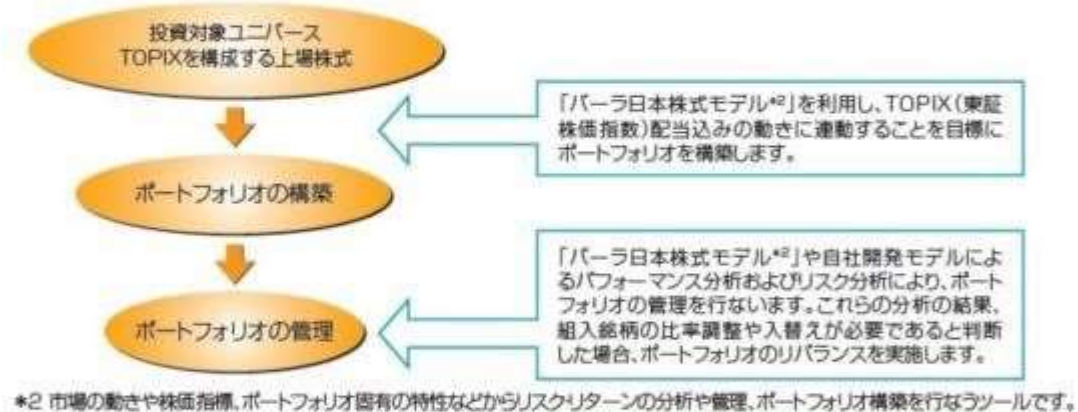 投資対象ユニバース
TOPIXを構成する上場株式
「バーラ日本株式モデル*2」を利用し、TOPIX(東証
株価指数)配当込みの動きに連動することを目標に
ポートフォリオを構築します。
ポートフォリオの構築
「バーラ日本株式モデル*2」や自社開発モデルによ
るパフォーマンス分析およびリスク分析により、ポート
フォリオの管理を行ないます。これらの分析の結果、
組入銘柄の比率調整や入替えが必要であると判断
した場合、ポートフォリオのリバランスを実施します。
ポートフォリオの管理
*2 市場の動きや株価指標、ポートフォリオ固有の特性などからリスク・リターンの分析や管理、ポートフォリオ構築を行なうツールです。